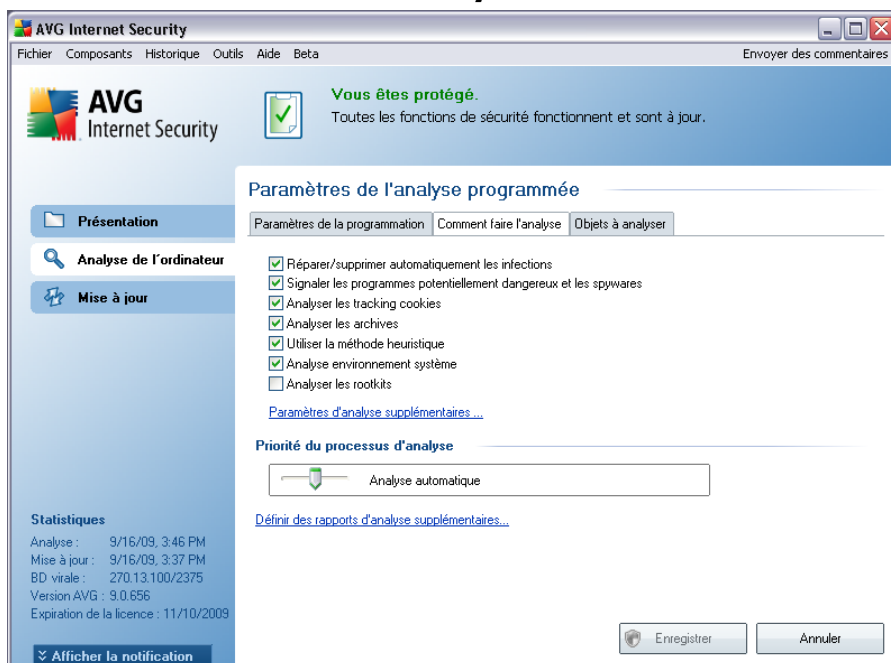 AVG Internet Security
Fichier Composants Historique Outils Aide Beta Envoyer des commentaires
AVG
Internet Security
Vous êtes protégé.
Toutes les fonctions de sécurité fonctionnent et sont à jour.
Paramètres de l'analyse programmée
Présentation
Analyse de l´ordinateur
Mise à jour
Paramètres de la programmation Comment faire l'analyse Objets à analyser
Réparer/supprimer automatiquement les infections
Signaler les programmes potentiellement dangereux et les spywares
Analyser les tracking cookies
Analyser les archives
Utiliser la méthode heuristique
Analyse environnement système
Analyser les rootkits
Paramètres d'analyse supplémentaires ...
Priorité du processus d'analyse
Analyse automatique
Définir des rapports d'analyse supplémentaires...
Statistiques
Analyse : 9/16/09, 3:46 PM
Mise à jour : 9/16/09, 3:37 PM
BD virale : 270.13.100/2375
Version AVG : 9.0.656
Expiration de la licence : 11/10/2009
Afficher la notification
Enregistrer Annuler